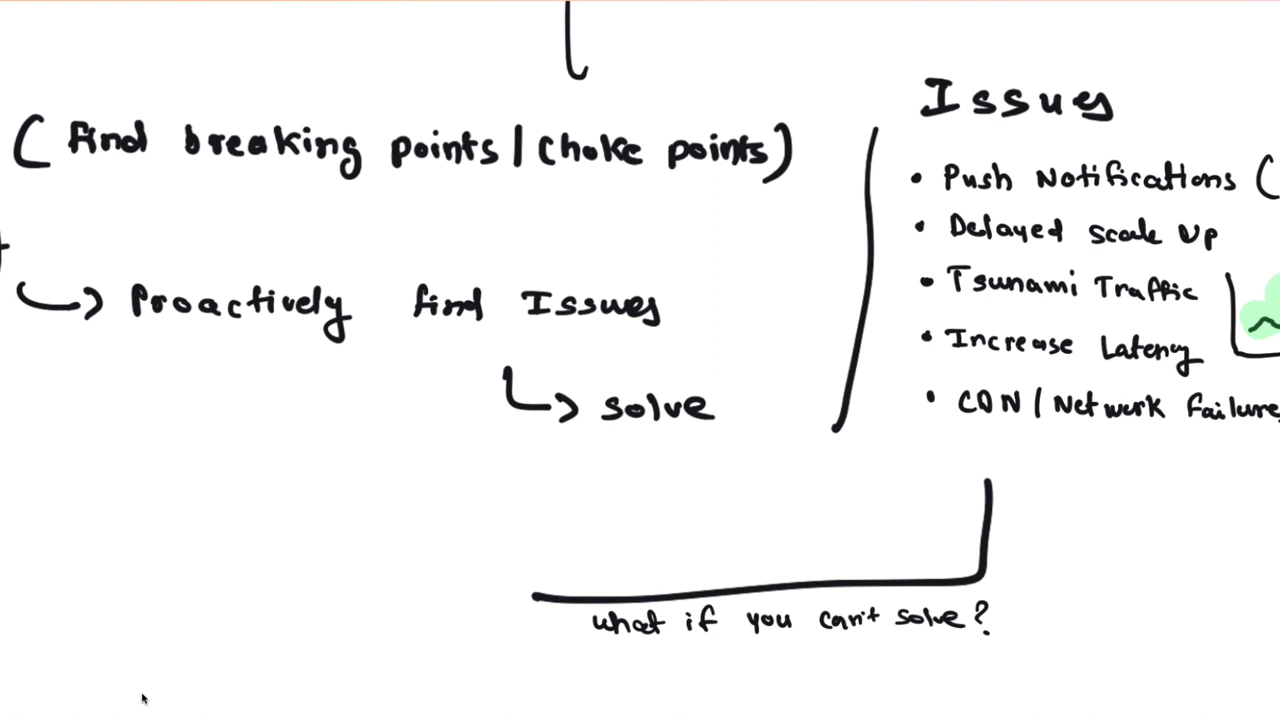 (find breaking points / choke points)
↳ Proactively find Issues
↳ solve
Issues
• Push Notifications (
• Delayed scale Up
• Tsunami Traffic
• Increase Latency
• CDN / Network Failure
what if you can't solve?